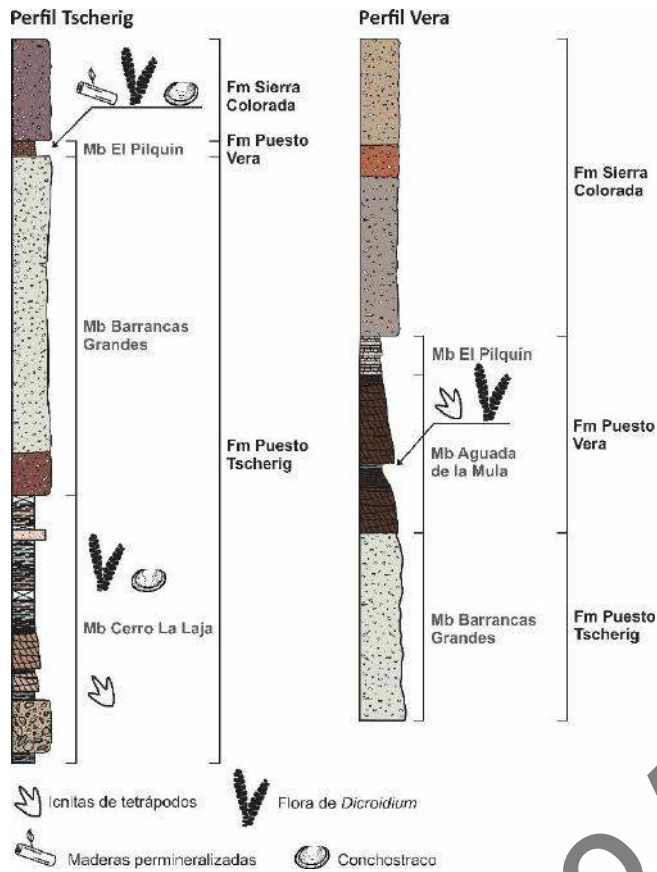 Perfil Tscherig
Fm Sierra
Colorada
Mb El Pilquín
Fm Puesto
Vera
Mb Barrancas
Grandes
Fm Puesto
Tscherig
Mb Cerro La Laja
Perfil Vera
Fm Sierra
Colorada
Mb El Pilquín
Mb Aguada
de la Mula
Fm Puesto
Vera
Mb Barrancas
Grandes
Fm Puesto
Tscherig
Icnitas de tetrápodos
Flora de Dicroidium
Maderas permineralizadas
Conchostraco